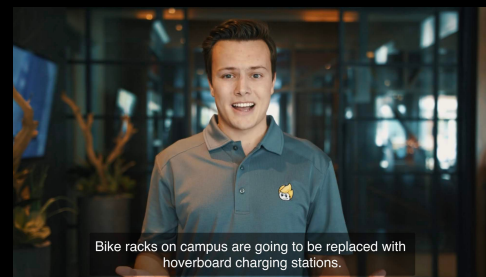 Bike racks on campus are going to be replaced with
hoverboard charging stations.